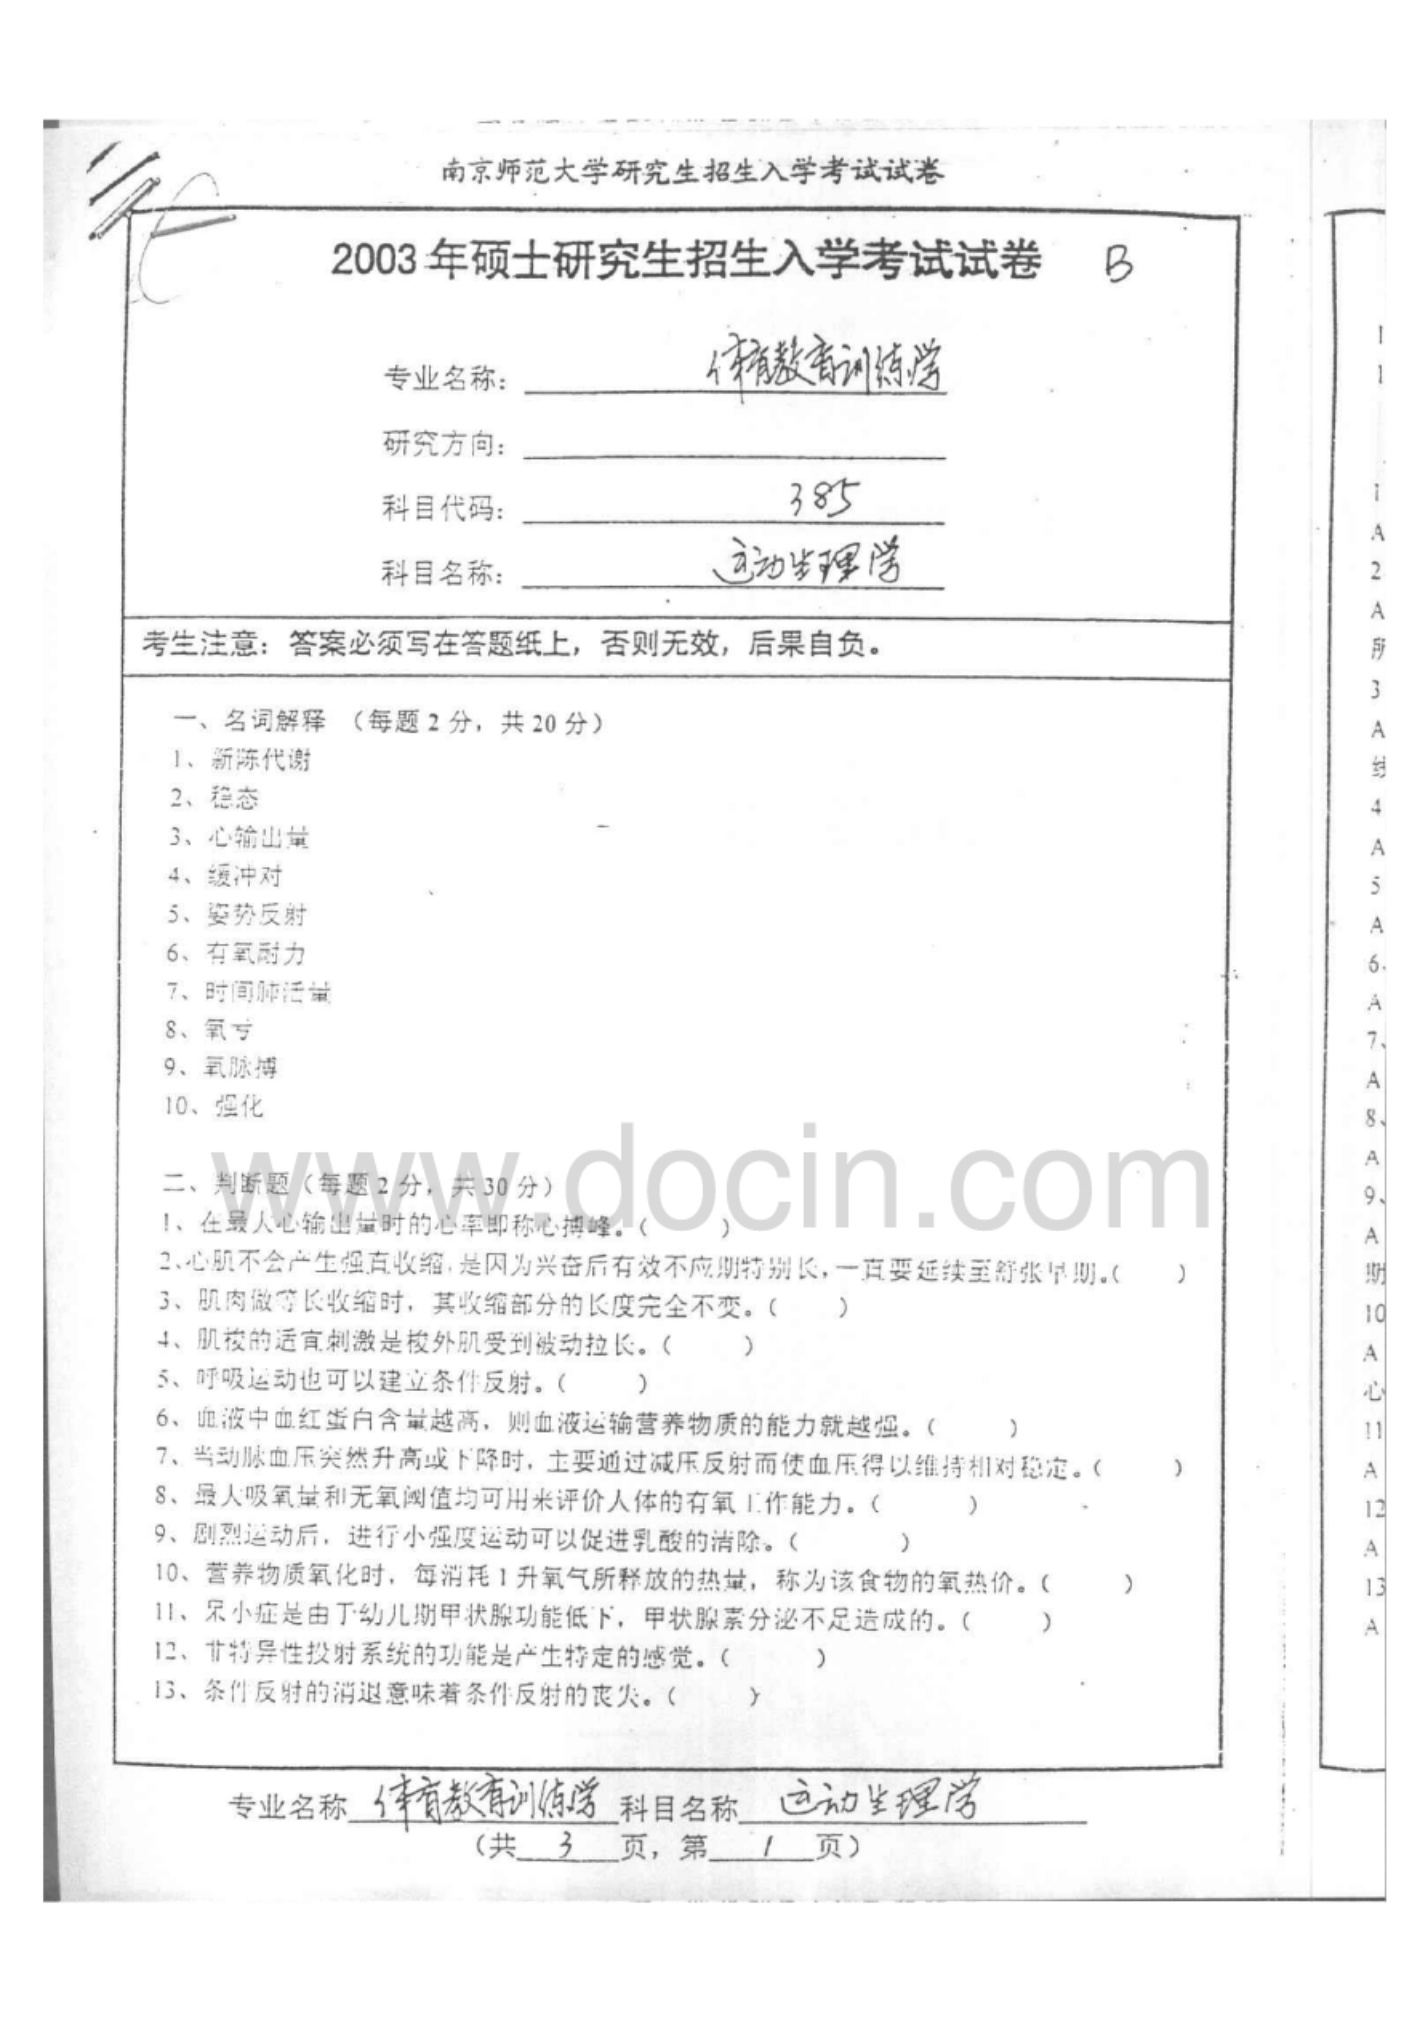 南京师范大学研究生招生入学考试试卷
2003年硕士研究生招生入学考试试卷 B
专业名称: 体育教育训练学
研究方向:
科目代码: 385
科目名称: 运动生理学
考生注意: 答案必须写在答题纸上，否则无效，后果自负。
一、名词解释 （每题2分，共20分）
1、新陈代谢
2、稳态
3、心输出量
4、缓冲对
5、姿势反射
6、有氧耐力
7、时间肺活量
8、氧亏
9、氧脉搏
10、强化
二、判断题（每题2分，共30分）
1、在最大心输出量时的心率即称心搏峰。（ ）
2、心肌不会产生强直收缩，是因为兴奋后有效不应期特别长，一直要延续至舒张早期。（ ）
3、肌肉做等长收缩时，其收缩部分的长度完全不变。（ ）
4、肌梭的适宜刺激是梭外肌受到被动拉长。（ ）
5、呼吸运动也可以建立条件反射。（ ）
6、血液中血红蛋白含量越高，则血液运输营养物质的能力就越强。（ ）
7、当动脉血压突然升高或下降时，主要通过减压反射而使血压得以维持相对稳定。（ ）
8、最大吸氧量和无氧阈值均可用来评价人体的有氧工作能力。（ ）
9、剧烈运动后，进行小强度运动可以促进乳酸的清除。（ ）
10、营养物质氧化时，每消耗1升氧气所释放的热量，称为该食物的氧热价。（ ）
11、呆小症是由于幼儿期甲状腺功能低下，甲状腺素分泌不足造成的。（ ）
12、非特异性投射系统的功能是产生特定的感觉。（ ）
13、条件反射的消退意味着条件反射的丧失。（ ）
专业名称 体育教育训练学 科目名称 运动生理学
（共 3 页，第 1 页）
www.docin.com
1
1
1
A
2
A
所
3
A
线
4
A
5
A
6、
A
7、
A
8、
A
9、
A
期
10
A
心
11
A
12
A
13
A